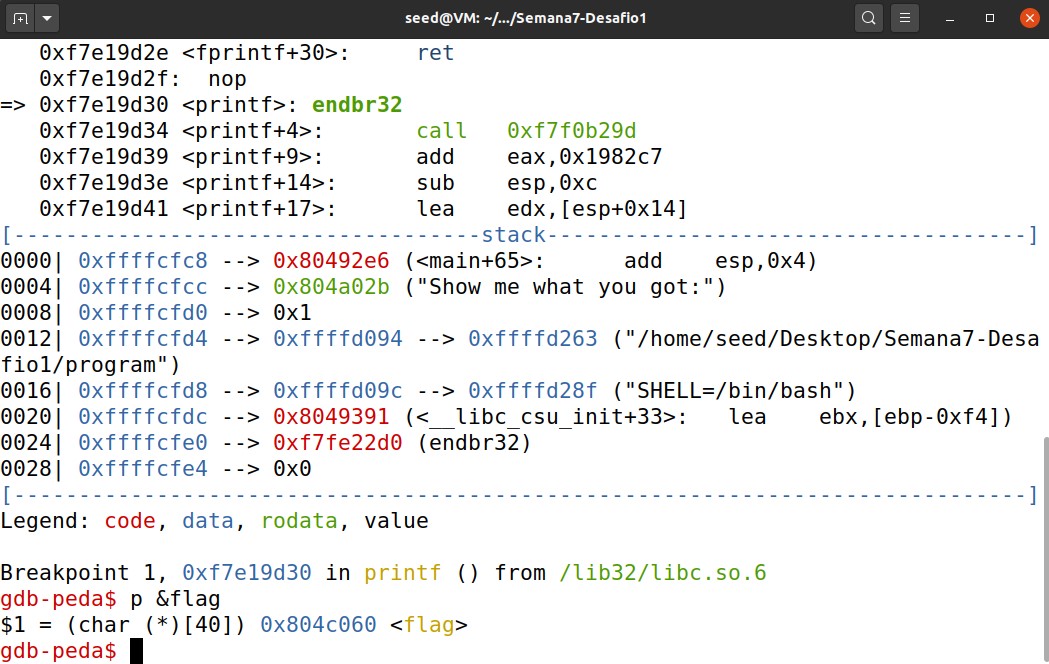 seed@VM: ~/.../Semana7-Desafio1
0xf7e19d2e <fprintf+30>: ret
0xf7e19d2f: nop
=> 0xf7e19d30 <printf>: endbr32
0xf7e19d34 <printf+4>: call 0xf7f0b29d
0xf7e19d39 <printf+9>: add eax,0x1982c7
0xf7e19d3e <printf+14>: sub esp,0xc
0xf7e19d41 <printf+17>: lea edx,[esp+0x14]
[------------------------------------stack-------------------------------------]
0000| 0xffffcfc8 --> 0x80492e6 (<main+65>: add esp,0x4)
0004| 0xffffcfcc --> 0x804a02b ("Show me what you got:")
0008| 0xffffcfd0 --> 0x1
0012| 0xffffcfd4 --> 0xffffd094 --> 0xffffd263 ("/home/seed/Desktop/Semana7-Desa
fio1/program")
0016| 0xffffcfd8 --> 0xffffd09c --> 0xffffd28f ("SHELL=/bin/bash")
0020| 0xffffcfdc --> 0x8049391 (<__libc_csu_init+33>: lea ebx,[ebp-0xf4])
0024| 0xffffcfe0 --> 0xf7fe22d0 (endbr32)
0028| 0xffffcfe4 --> 0x0
[------------------------------------------------------------------------------]
Legend: code, data, rodata, value
Breakpoint 1, 0xf7e19d30 in printf () from /lib32/libc.so.6
gdb-peda$ p &flag
$1 = (char (*)[40]) 0x804c060 <flag>
gdb-peda$